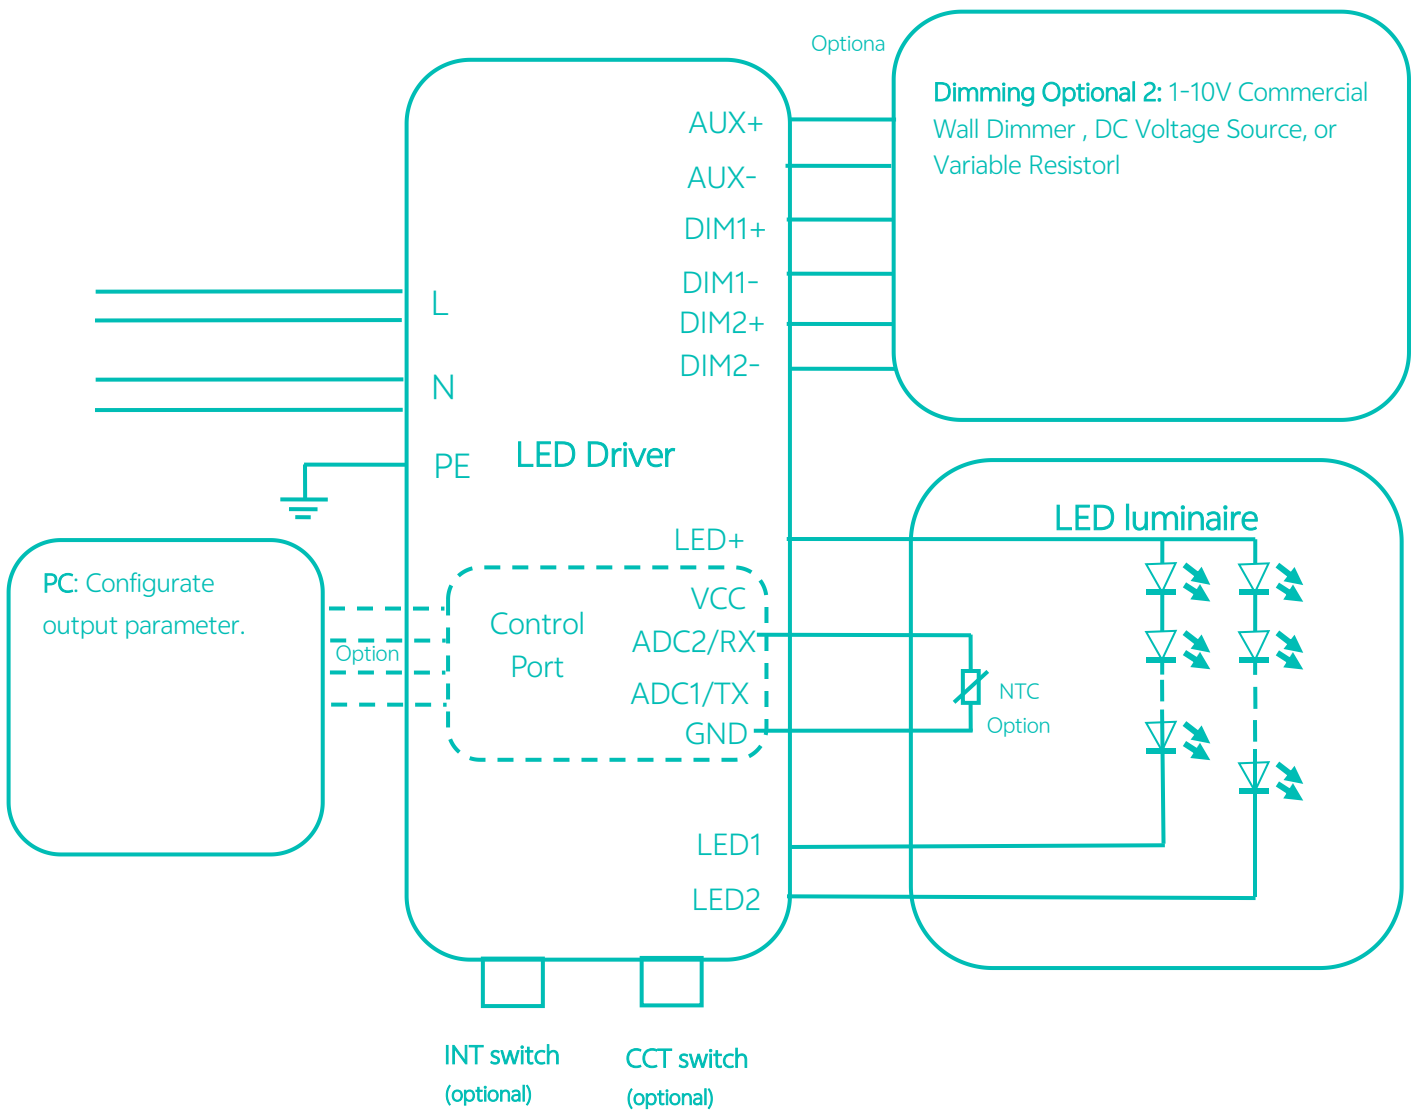 Optiona
Dimming Optional 2: 1-10V Commercial
Wall Dimmer , DC Voltage Source, or
Variable Resistorl
AUX+
AUX-
DIM1+
DIM1-
DIM2+
DIM2-
L
N
PE
LED Driver
LED luminaire
LED+
PC: Configurate
output parameter.
Option
Control
Port
VCC
ADC2/RX
ADC1/TX
GND
NTC
Option
LED1
LED2
INT switch
(optional)
CCT switch
(optional)